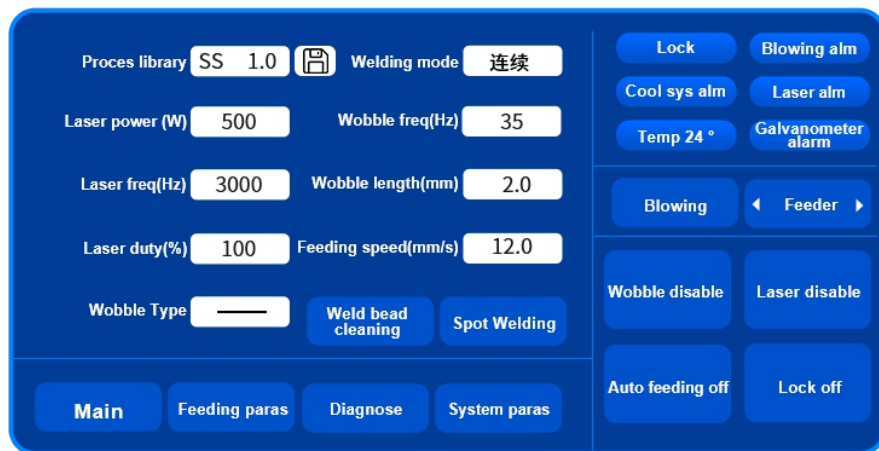 Proces library SS 1.0 Welding mode 连续
Laser power (W) 500 Wobble freq(Hz) 35
Laser freq(Hz) 3000 Wobble length(mm) 2.0
Laser duty(%) 100 Feeding speed(mm/s) 12.0
Wobble Type
Weld bead
cleaning
Spot Welding
Main
Feeding paras
Diagnose
System paras
Lock
Blowing alm
Cool sys alm
Laser alm
Temp 24 °
Galvanometer
alarm
Blowing
Feeder
Wobble disable
Laser disable
Auto feeding off
Lock off